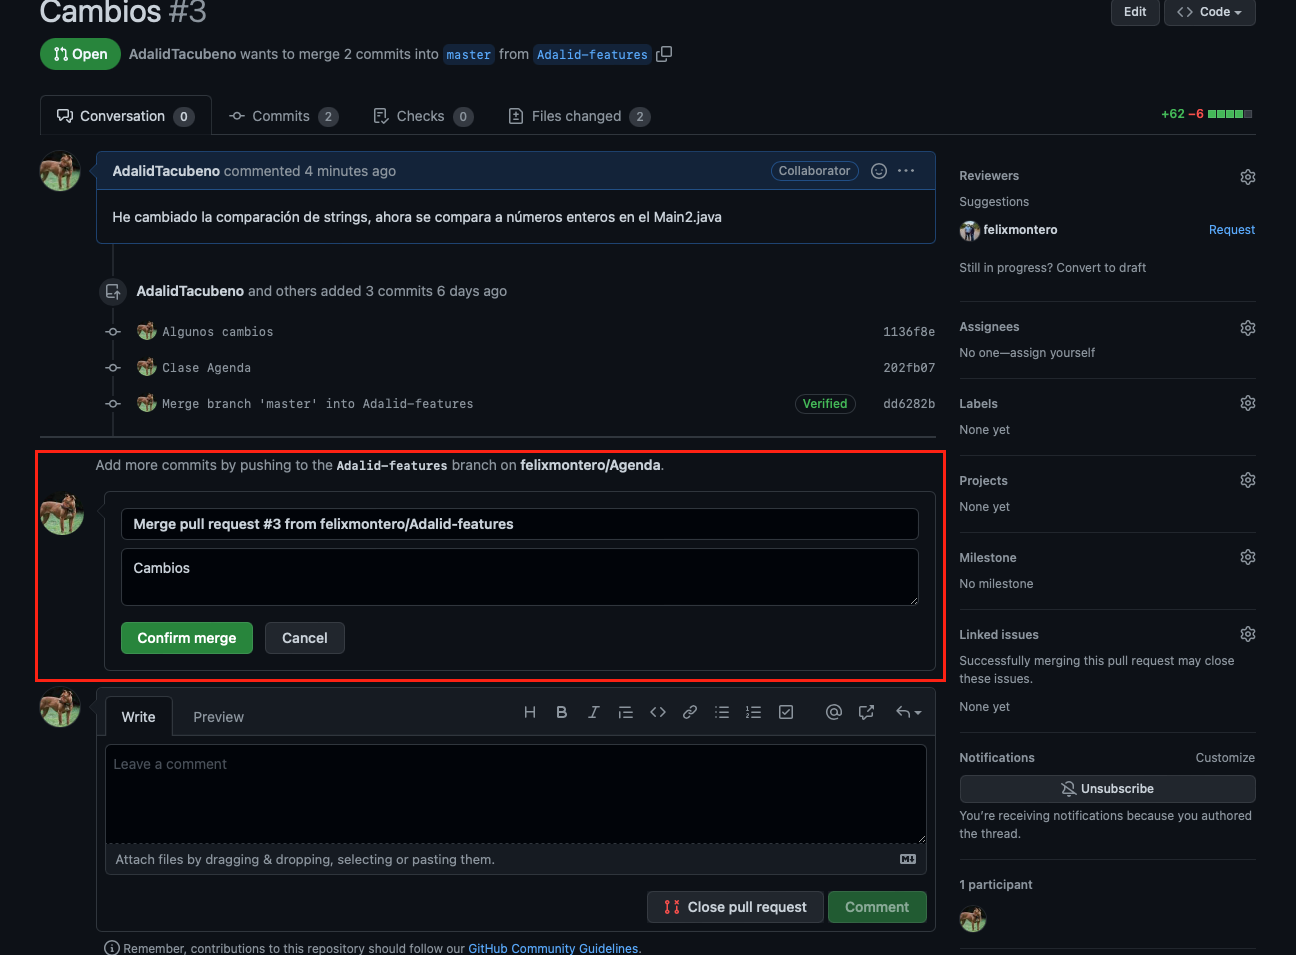 Cambios #3
Edit
Code
Open
AdalidTacubeno wants to merge 2 commits into master from Adalid-features
Conversation 0
Commits 2
Checks 0
Files changed 2
+62 −6
AdalidTacubeno commented 4 minutes ago
Collaborator
He cambiado la comparación de strings, ahora se compara a números enteros en el Main2.java
AdalidTacubeno and others added 3 commits 6 days ago
Algunos cambios 1136f8e
Clase Agenda 202fb07
Merge branch 'master' into Adalid-features Verified dd6282b
Add more commits by pushing to the Adalid-features branch on felixmontero/Agenda.
Merge pull request #3 from felixmontero/Adalid-features
Cambios
Confirm merge
Cancel
Write
Preview
Leave a comment
Attach files by dragging & dropping, selecting or pasting them.
Close pull request
Comment
Remember, contributions to this repository should follow our GitHub Community Guidelines.
Reviewers
Suggestions
felixmontero Request
Still in progress? Convert to draft
Assignees
No one—assign yourself
Labels
None yet
Projects
None yet
Milestone
No milestone
Linked issues
Successfully merging this pull request may close
these issues.
None yet
Notifications Customize
Unsubscribe
You're receiving notifications because you authored
the thread.
1 participant